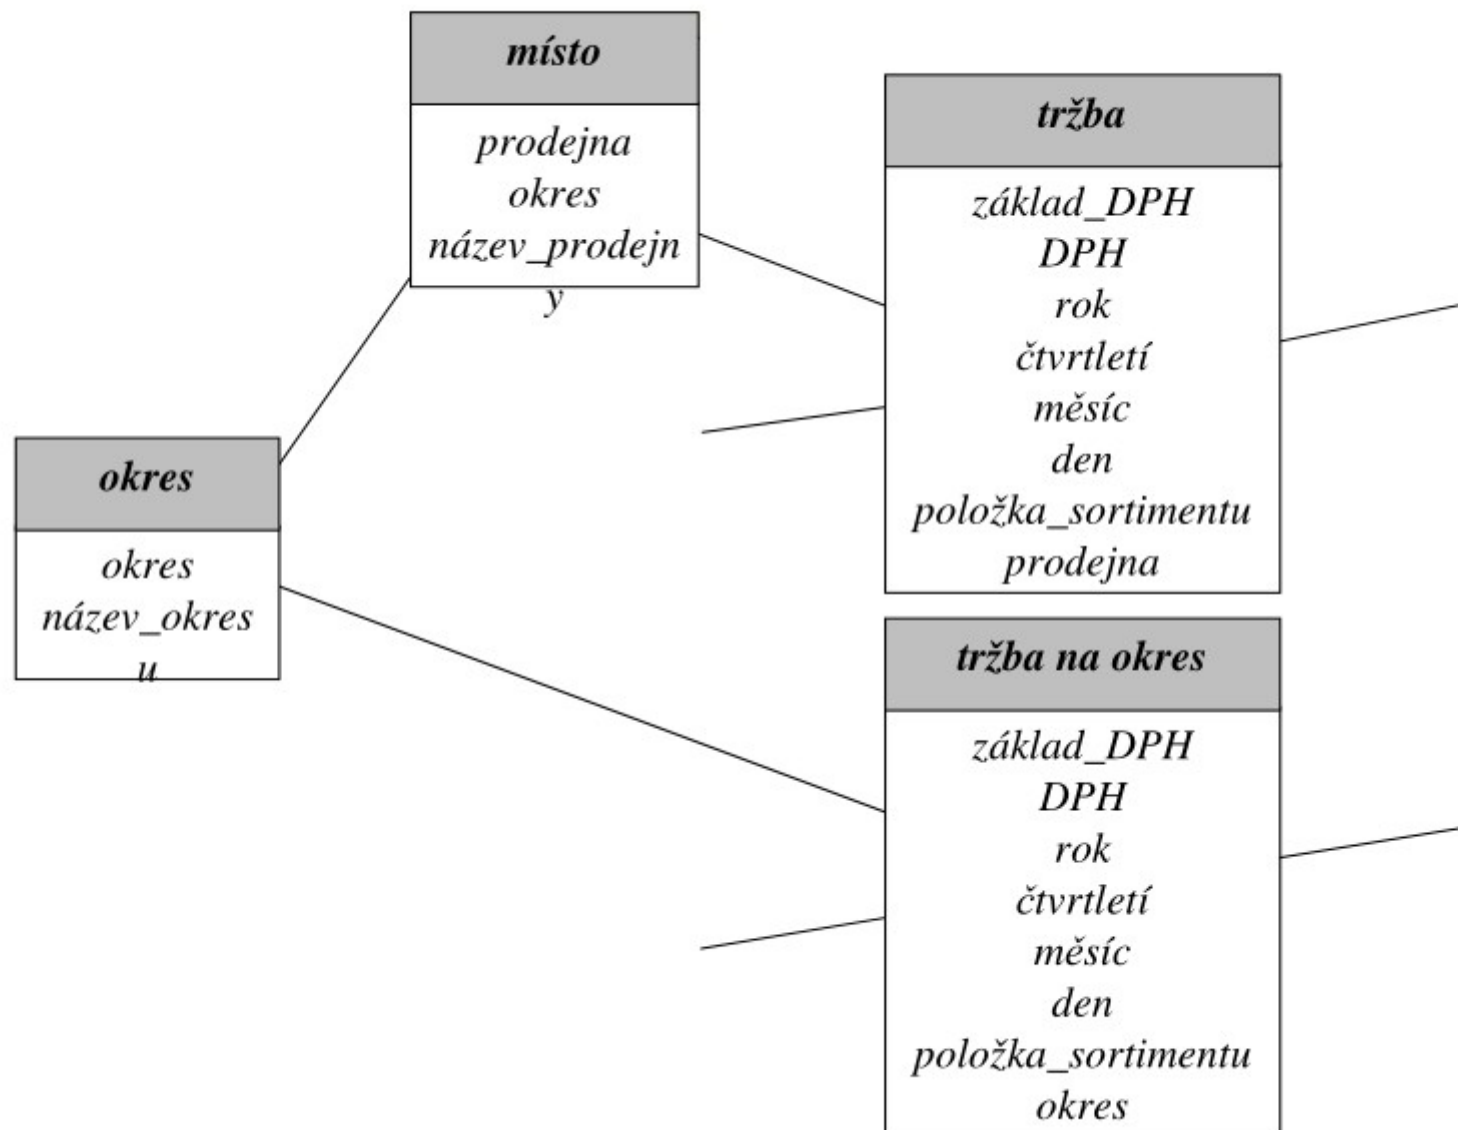 místo
prodejna
okres
název_prodejn
y
tržba
základ_DPH
DPH
rok
čtvrtletí
měsíc
den
položka_sortimentu
prodejna
okres
okres
název_okres
u
tržba na okres
základ_DPH
DPH
rok
čtvrtletí
měsíc
den
položka_sortimentu
okres